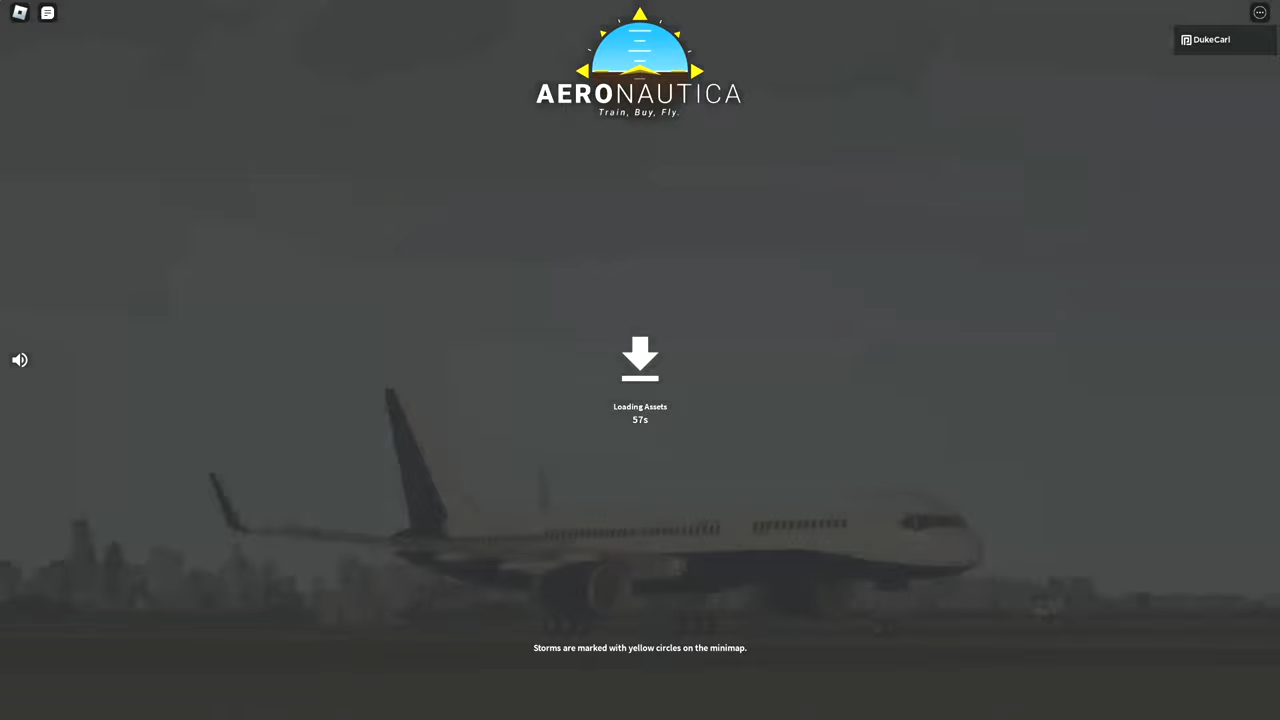 DukeCarl
AERONAUTICA
Train, Buy, Fly.
Loading Assets
57s
Storms are marked with yellow circles on the minimap.